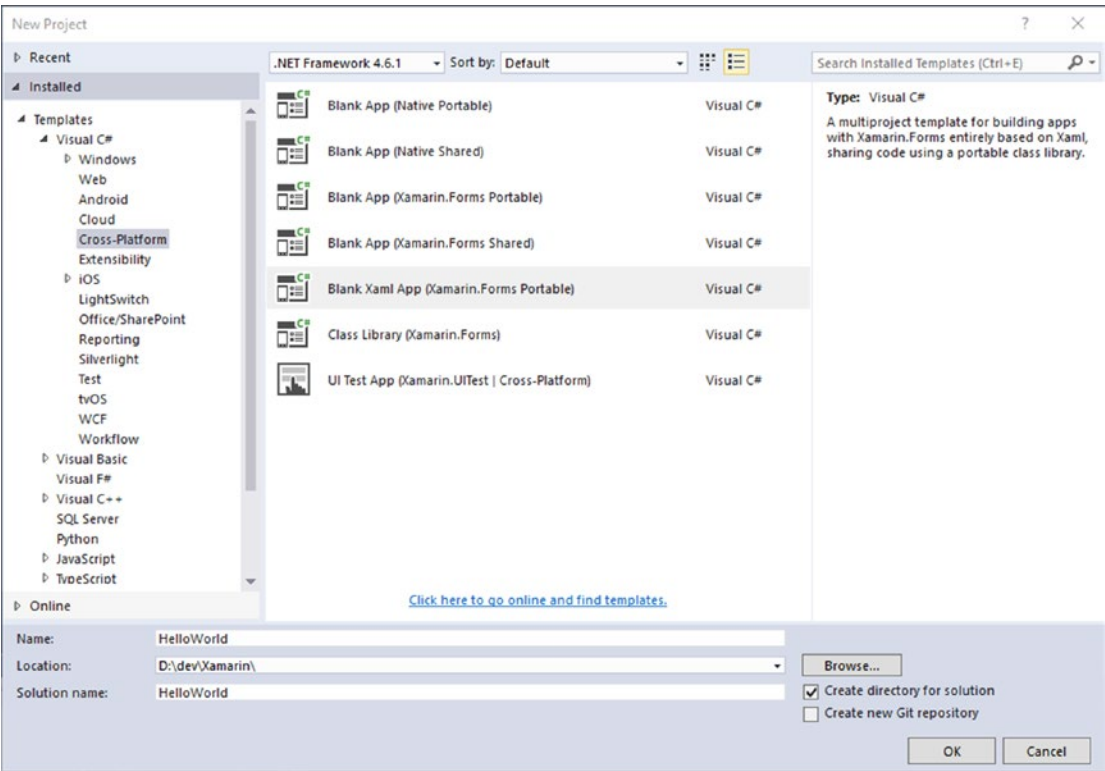 New Project
?
Recent
.NET Framework 4.6.1
Sort by: Default
Search Installed Templates (Ctrl+E)
Installed
Templates
Visual C#
Windows
Web
Android
Cloud
Cross-Platform
Extensibility
iOS
LightSwitch
Office/SharePoint
Reporting
Silverlight
Test
tvOS
WCF
Workflow
Visual Basic
Visual F#
Visual C++
SQL Server
Python
JavaScript
TypeScript
Online
C#
Blank App (Native Portable) Visual C#
C#
Blank App (Native Shared) Visual C#
C#
Blank App (Xamarin.Forms Portable) Visual C#
C#
Blank App (Xamarin.Forms Shared) Visual C#
C#
Blank Xaml App (Xamarin.Forms Portable) Visual C#
C#
Class Library (Xamarin.Forms) Visual C#
UI Test App (Xamarin.UITest | Cross-Platform) Visual C#
Click here to go online and find templates.
Type: Visual C#
A multiproject template for building apps
with Xamarin.Forms entirely based on Xaml,
sharing code using a portable class library.
Name: HelloWorld
Location: D:\dev\Xamarin\
Browse...
Solution name: HelloWorld
Create directory for solution
Create new Git repository
OK
Cancel